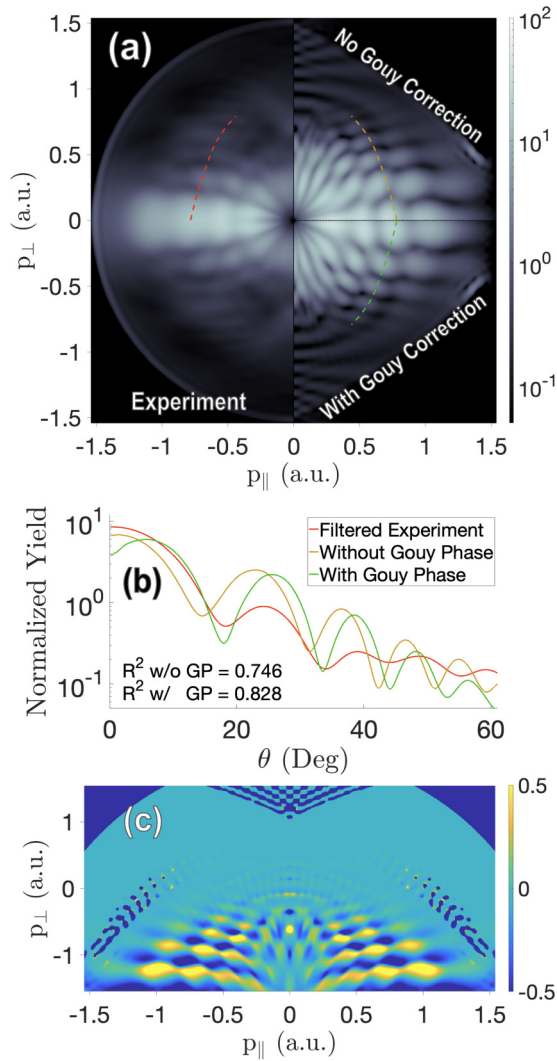 (a)
No Gouy Correction
With Gouy Correction
Experiment
1.5
1
0.5
0
-0.5
-1
-1.5
p⊥ (a.u.)
-1.5 -1 -0.5 0 0.5 1 1.5
p∥ (a.u.)
10²
10¹
10⁰
10⁻¹
(b)
Filtered Experiment
Without Gouy Phase
With Gouy Phase
R² w/o GP = 0.746
R² w/ GP = 0.828
Normalized Yield
10¹
10⁰
10⁻¹
0 20 40 60
θ (Deg)
(c)
1
0
-1
p⊥ (a.u.)
-1.5 -1 -0.5 0 0.5 1 1.5
p∥ (a.u.)
0.5
0
-0.5